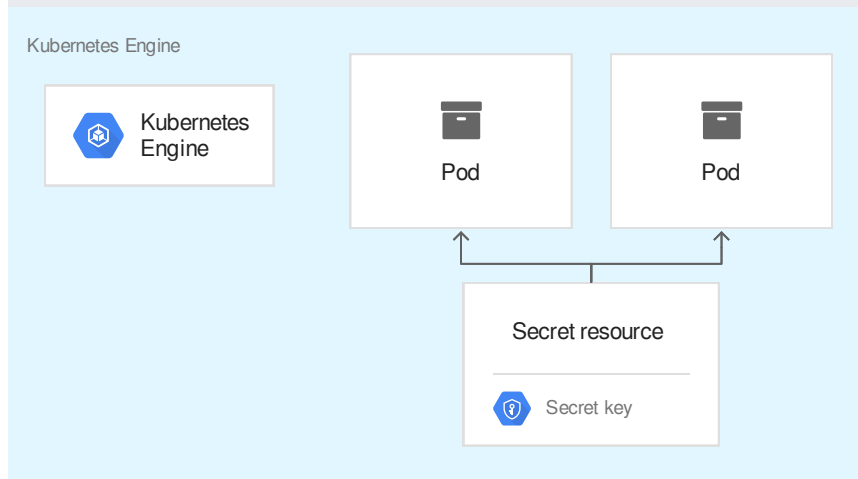 Kubernetes Engine
Kubernetes
Engine
Pod
Pod
Secret resource
Secret key